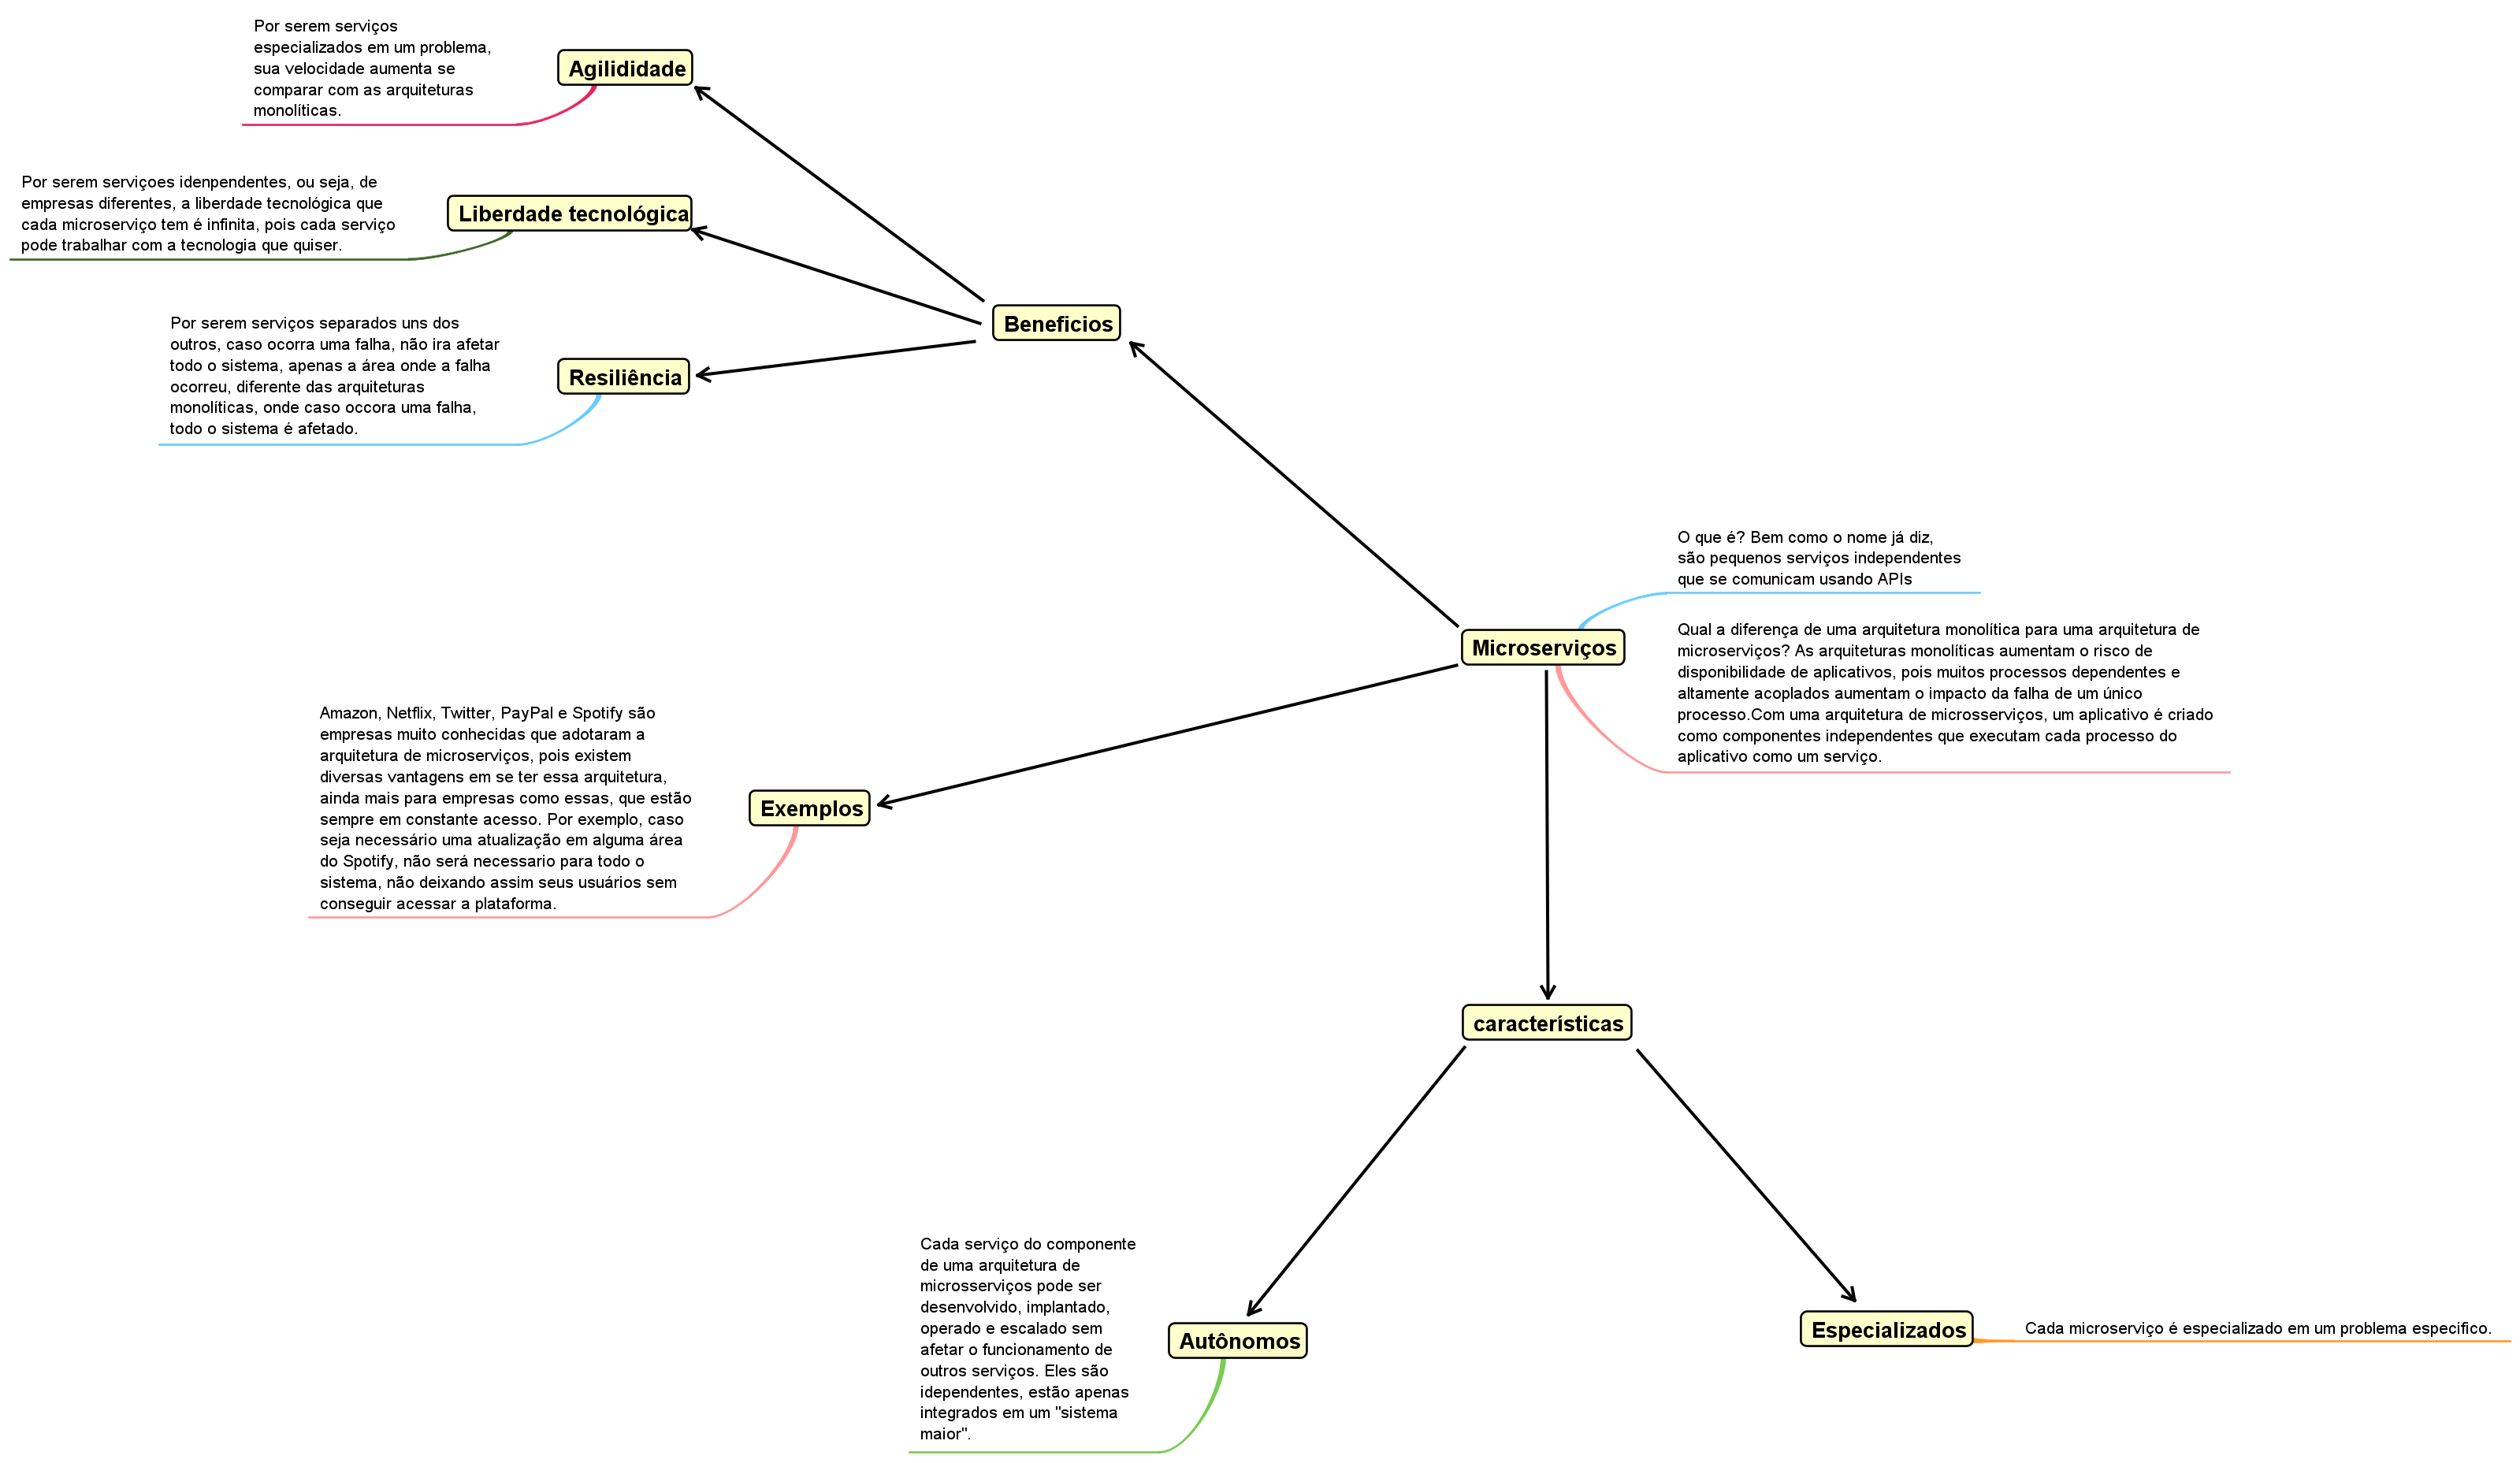 Por serem serviços
especializados em um problema,
sua velocidade aumenta se
comparar com as arquiteturas
monolíticas.
Agilididade
Por serem serviçoes idenpendentes, ou seja, de
empresas diferentes, a liberdade tecnológica que
cada microserviço tem é infinita, pois cada serviço
pode trabalhar com a tecnologia que quiser.
Liberdade tecnológica
Por serem serviços separados uns dos
outros, caso ocorra uma falha, não ira afetar
todo o sistema, apenas a área onde a falha
ocorreu, diferente das arquiteturas
monolíticas, onde caso occora uma falha,
todo o sistema é afetado.
Resiliência
Beneficios
O que é? Bem como o nome já diz,
são pequenos serviços independentes
que se comunicam usando APIs
Microserviços
Qual a diferença de uma arquitetura monolítica para uma arquitetura de
microserviços? As arquiteturas monolíticas aumentam o risco de
disponibilidade de aplicativos, pois muitos processos dependentes e
altamente acoplados aumentam o impacto da falha de um único
processo.Com uma arquitetura de microsserviços, um aplicativo é criado
como componentes independentes que executam cada processo do
aplicativo como um serviço.
Amazon, Netflix, Twitter, PayPal e Spotify são
empresas muito conhecidas que adotaram a
arquitetura de microserviços, pois existem
diversas vantagens em se ter essa arquitetura,
ainda mais para empresas como essas, que estão
sempre em constante acesso. Por exemplo, caso
seja necessário uma atualização em alguma área
do Spotify, não será necessario para todo o
sistema, não deixando assim seus usuários sem
conseguir acessar a plataforma.
Exemplos
características
Cada serviço do componente
de uma arquitetura de
microsserviços pode ser
desenvolvido, implantado,
operado e escalado sem
afetar o funcionamento de
outros serviços. Eles são
idependentes, estão apenas
integrados em um "sistema
maior".
Autônomos
Especializados
Cada microserviço é especializado em um problema especifico.